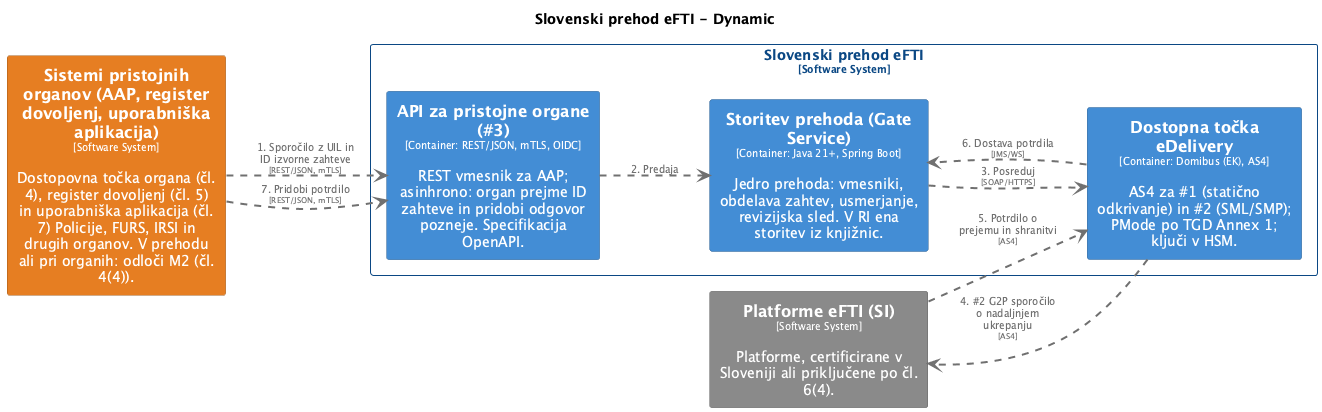 Slovenski prehod eFTI – Dynamic
Slovenski prehod eFTI
[Software System]
Sistemi pristojnih
organov (AAP, register
dovoljenj, uporabniška
aplikacija)
[Software System]
Dostopovna točka organa (čl.
4), register dovoljenj (čl. 5)
in uporabniška aplikacija (čl.
7) Policije, FURS, IRSI in
drugih organov. V prehodu
ali pri organih: odloči M2 (čl.
4(4)).
1. Sporočilo z UIL in
ID izvorne zahteve
[REST/JSON, mTLS]
7. Pridobi potrdilo
[REST/JSON, mTLS]
API za pristojne organe
(#3)
[Container: REST/JSON, mTLS, OIDC]
REST vmesnik za AAP;
asinhrono: organ prejme ID
zahteve in pridobi odgovor
pozneje. Specifikacija
OpenAPI.
2. Predaja
Storitev prehoda (Gate
Service)
[Container: Java 21+, Spring Boot]
Jedro prehoda: vmesniki,
obdelava zahtev, usmerjanje,
revizijska sled. V RI ena
storitev iz knjižnic.
6. Dostava potrdila
[JMS/WS]
3. Posreduj
[SOAP/HTTPS]
Dostopna točka
eDelivery
[Container: Domibus (EK), AS4]
AS4 za #1 (statično
odkrivanje) in #2 (SML/SMP);
PMode po TGD Annex 1;
ključi v HSM.
5. Potrdilo o
prejemu in shranitvi
[AS4]
4. #2 G2P sporočilo
o nadaljnjem
ukrepanju
[AS4]
Platforme eFTI (SI)
[Software System]
Platforme, certificirane v
Sloveniji ali priključene po čl.
6(4).